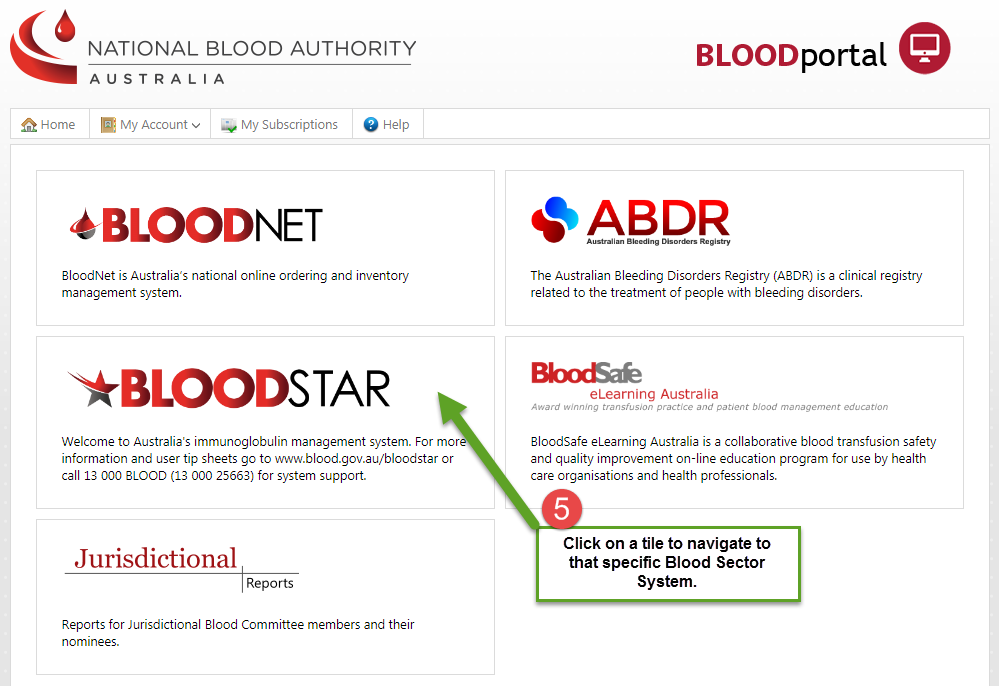 NATIONAL BLOOD AUTHORITY
AUSTRALIA
BLOODportal
Home
My Account
My Subscriptions
? Help
BLOODNET
BloodNet is Australia's national online ordering and inventory
management system.
ABDR
Australian Bleeding Disorders Registry
The Australian Bleeding Disorders Registry (ABDR) is a clinical registry
related to the treatment of people with bleeding disorders.
BLOODSTAR
Welcome to Australia's immunoglobulin management system. For more
information and user tip sheets go to www.blood.gov.au/bloodstar or
call 13 000 BLOOD (13 000 25663) for system support.
BloodSafe
eLearning Australia
Award winning transfusion practice and patient blood management education
BloodSafe eLearning Australia is a collaborative blood transfusion safety
and quality improvement on-line education program for use by health
care organisations and health professionals.
5
Click on a tile to navigate to
that specific Blood Sector
System.
Jurisdictional
Reports
Reports for Jurisdictional Blood Committee members and their
nominees.